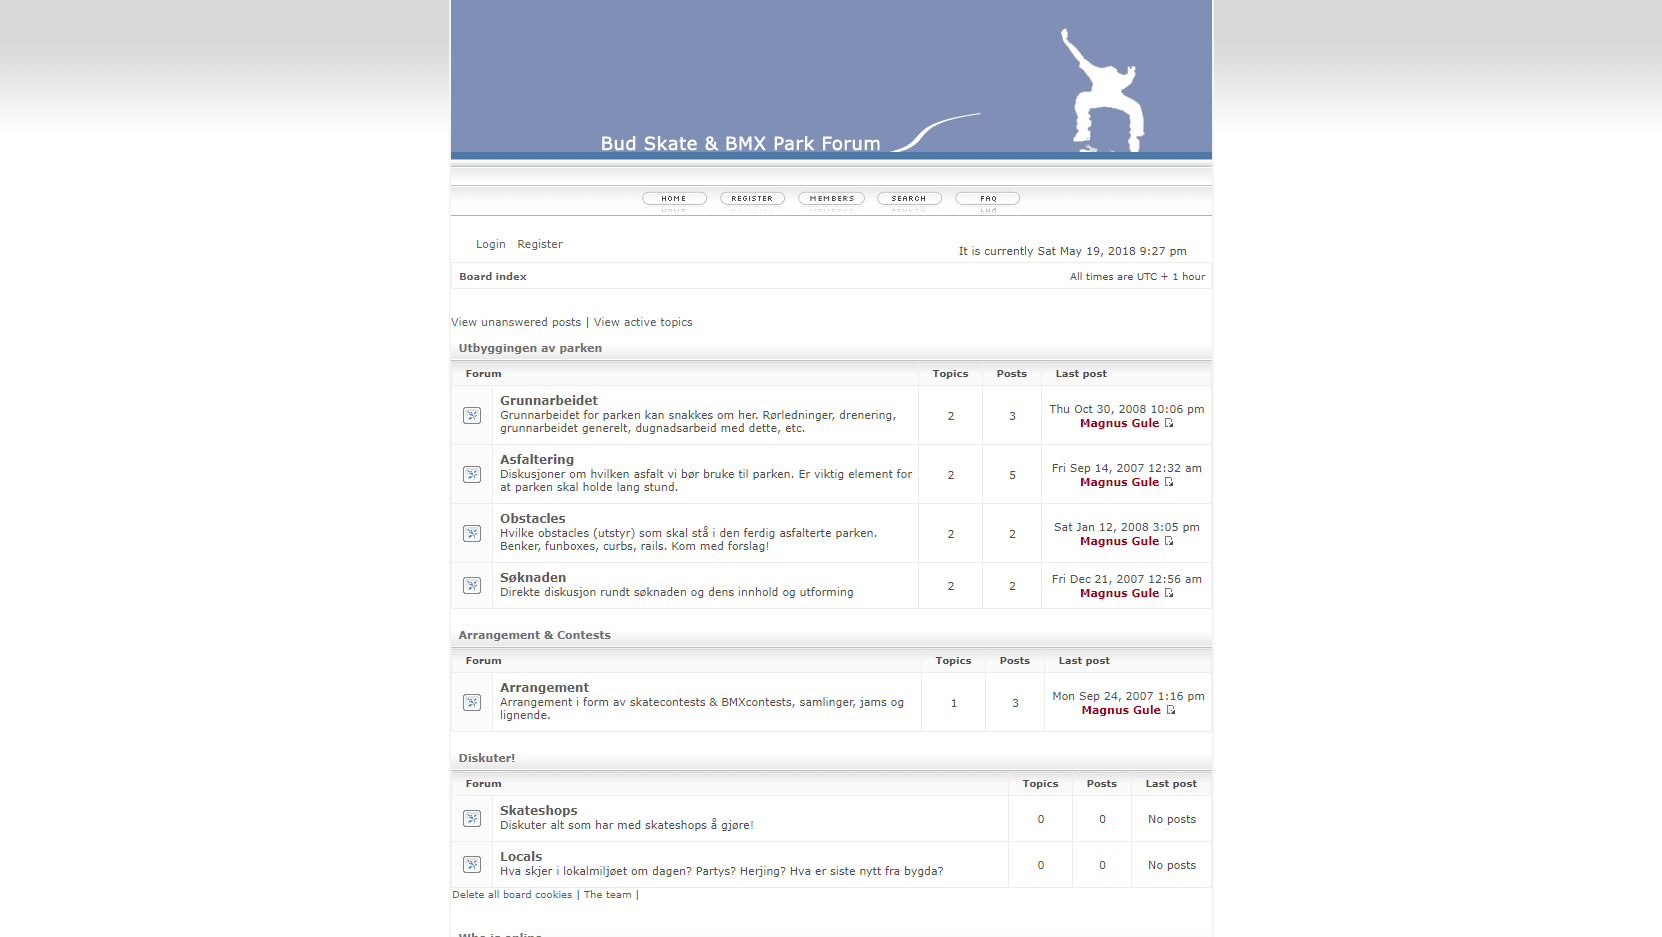 Bud Skate & BMX Park Forum
HOME REGISTER MEMBERS SEARCH FAQ
Login Register
It is currently Sat May 19, 2018 9:27 pm
Board index All times are UTC + 1 hour
View unanswered posts | View active topics
Utbyggingen av parken
Forum Topics Posts Last post
Grunnarbeidet
Grunnarbeidet for parken kan snakkes om her. Rørledninger, drenering,
grunnarbeidet generelt, dugnadsarbeid med dette, etc.
2 3
Thu Oct 30, 2008 10:06 pm
Magnus Gule
Asfaltering
Diskusjoner om hvilken asfalt vi bør bruke til parken. Er viktig element for
at parken skal holde lang stund.
2 5
Fri Sep 14, 2007 12:32 am
Magnus Gule
Obstacles
Hvilke obstacles (utstyr) som skal stå i den ferdig asfalterte parken.
Benker, funboxes, curbs, rails. Kom med forslag!
2 2
Sat Jan 12, 2008 3:05 pm
Magnus Gule
Søknaden
Direkte diskusjon rundt søknaden og dens innhold og utforming
2 2
Fri Dec 21, 2007 12:56 am
Magnus Gule
Arrangement & Contests
Forum Topics Posts Last post
Arrangement
Arrangement i form av skatecontests & BMXcontests, samlinger, jams og
lignende.
1 3
Mon Sep 24, 2007 1:16 pm
Magnus Gule
Diskuter!
Forum Topics Posts Last post
Skateshops
Diskuter alt som har med skateshops å gjøre!
0 0 No posts
Locals
Hva skjer i lokalmiljøet om dagen? Partys? Herjing? Hva er siste nytt fra bygda?
0 0 No posts
Delete all board cookies | The team |
Who is online